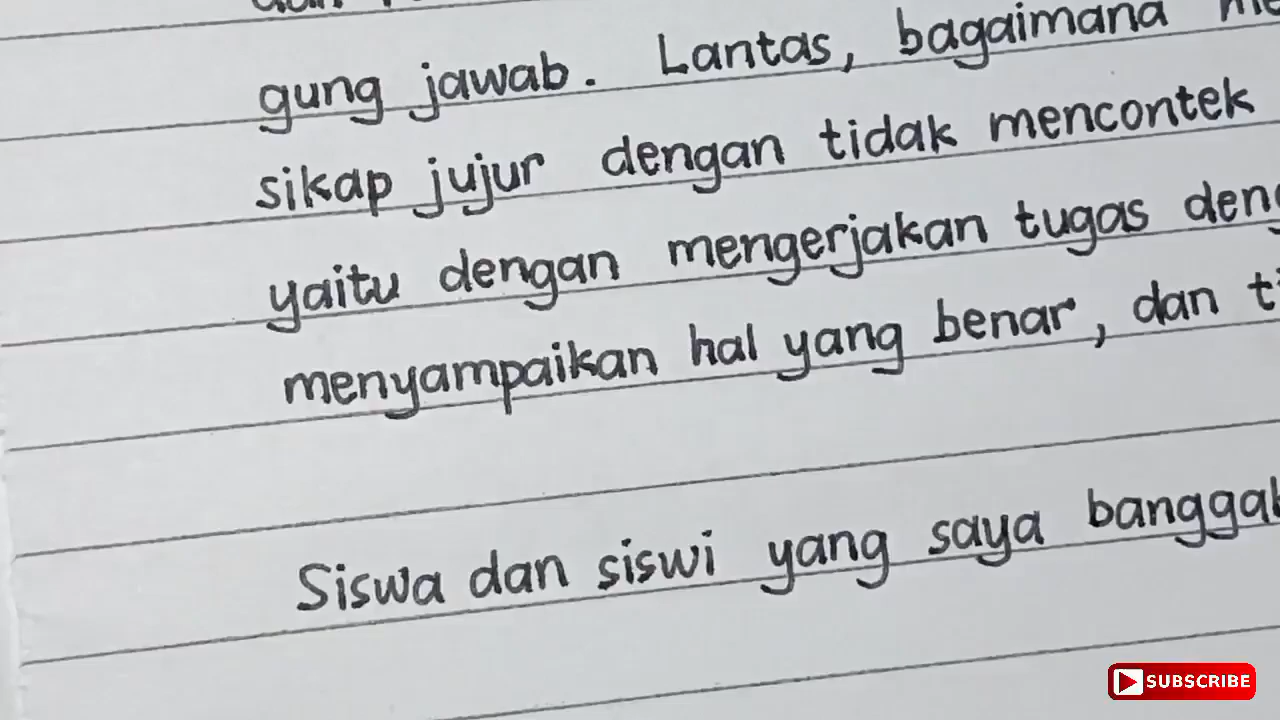 gung jawab. Lantas, bagaimana
sikap jujur dengan tidak mencontek
yaitu dengan mengerjakan tugas
menyampaikan hal yang benar, dan
Siswa dan siswi yang saya
SUBSCRIBE